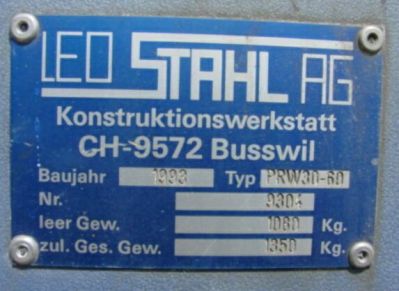 LEO STAHL AG
Konstruktionswerkstatt
CH-9572 Busswil
Baujahr 1993 Typ PRW30-60
Nr. 9304
leer Gew. 1080 Kg.
zul. Ges. Gew. 1350 Kg.